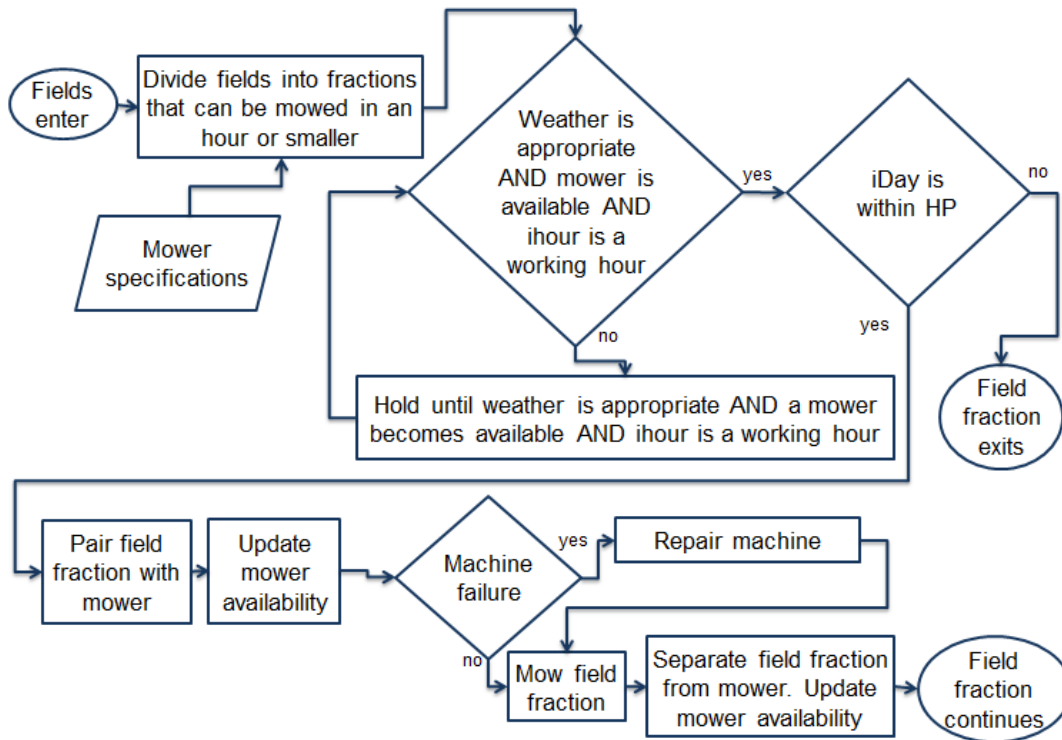 Fields
enter
Divide fields into fractions
that can be mowed in an
hour or smaller
Mower
specifications
Weather is
appropriate
AND mower is
available AND
ihour is a
working hour
yes
no
iDay is
within HP
no
yes
Hold until weather is appropriate AND a mower
becomes available AND ihour is a working hour
Field
fraction
exits
Pair field
fraction with
mower
Update
mower
availability
Machine
failure
yes
no
Repair machine
Mow field
fraction
Separate field fraction
from mower. Update
mower availability
Field
fraction
continues